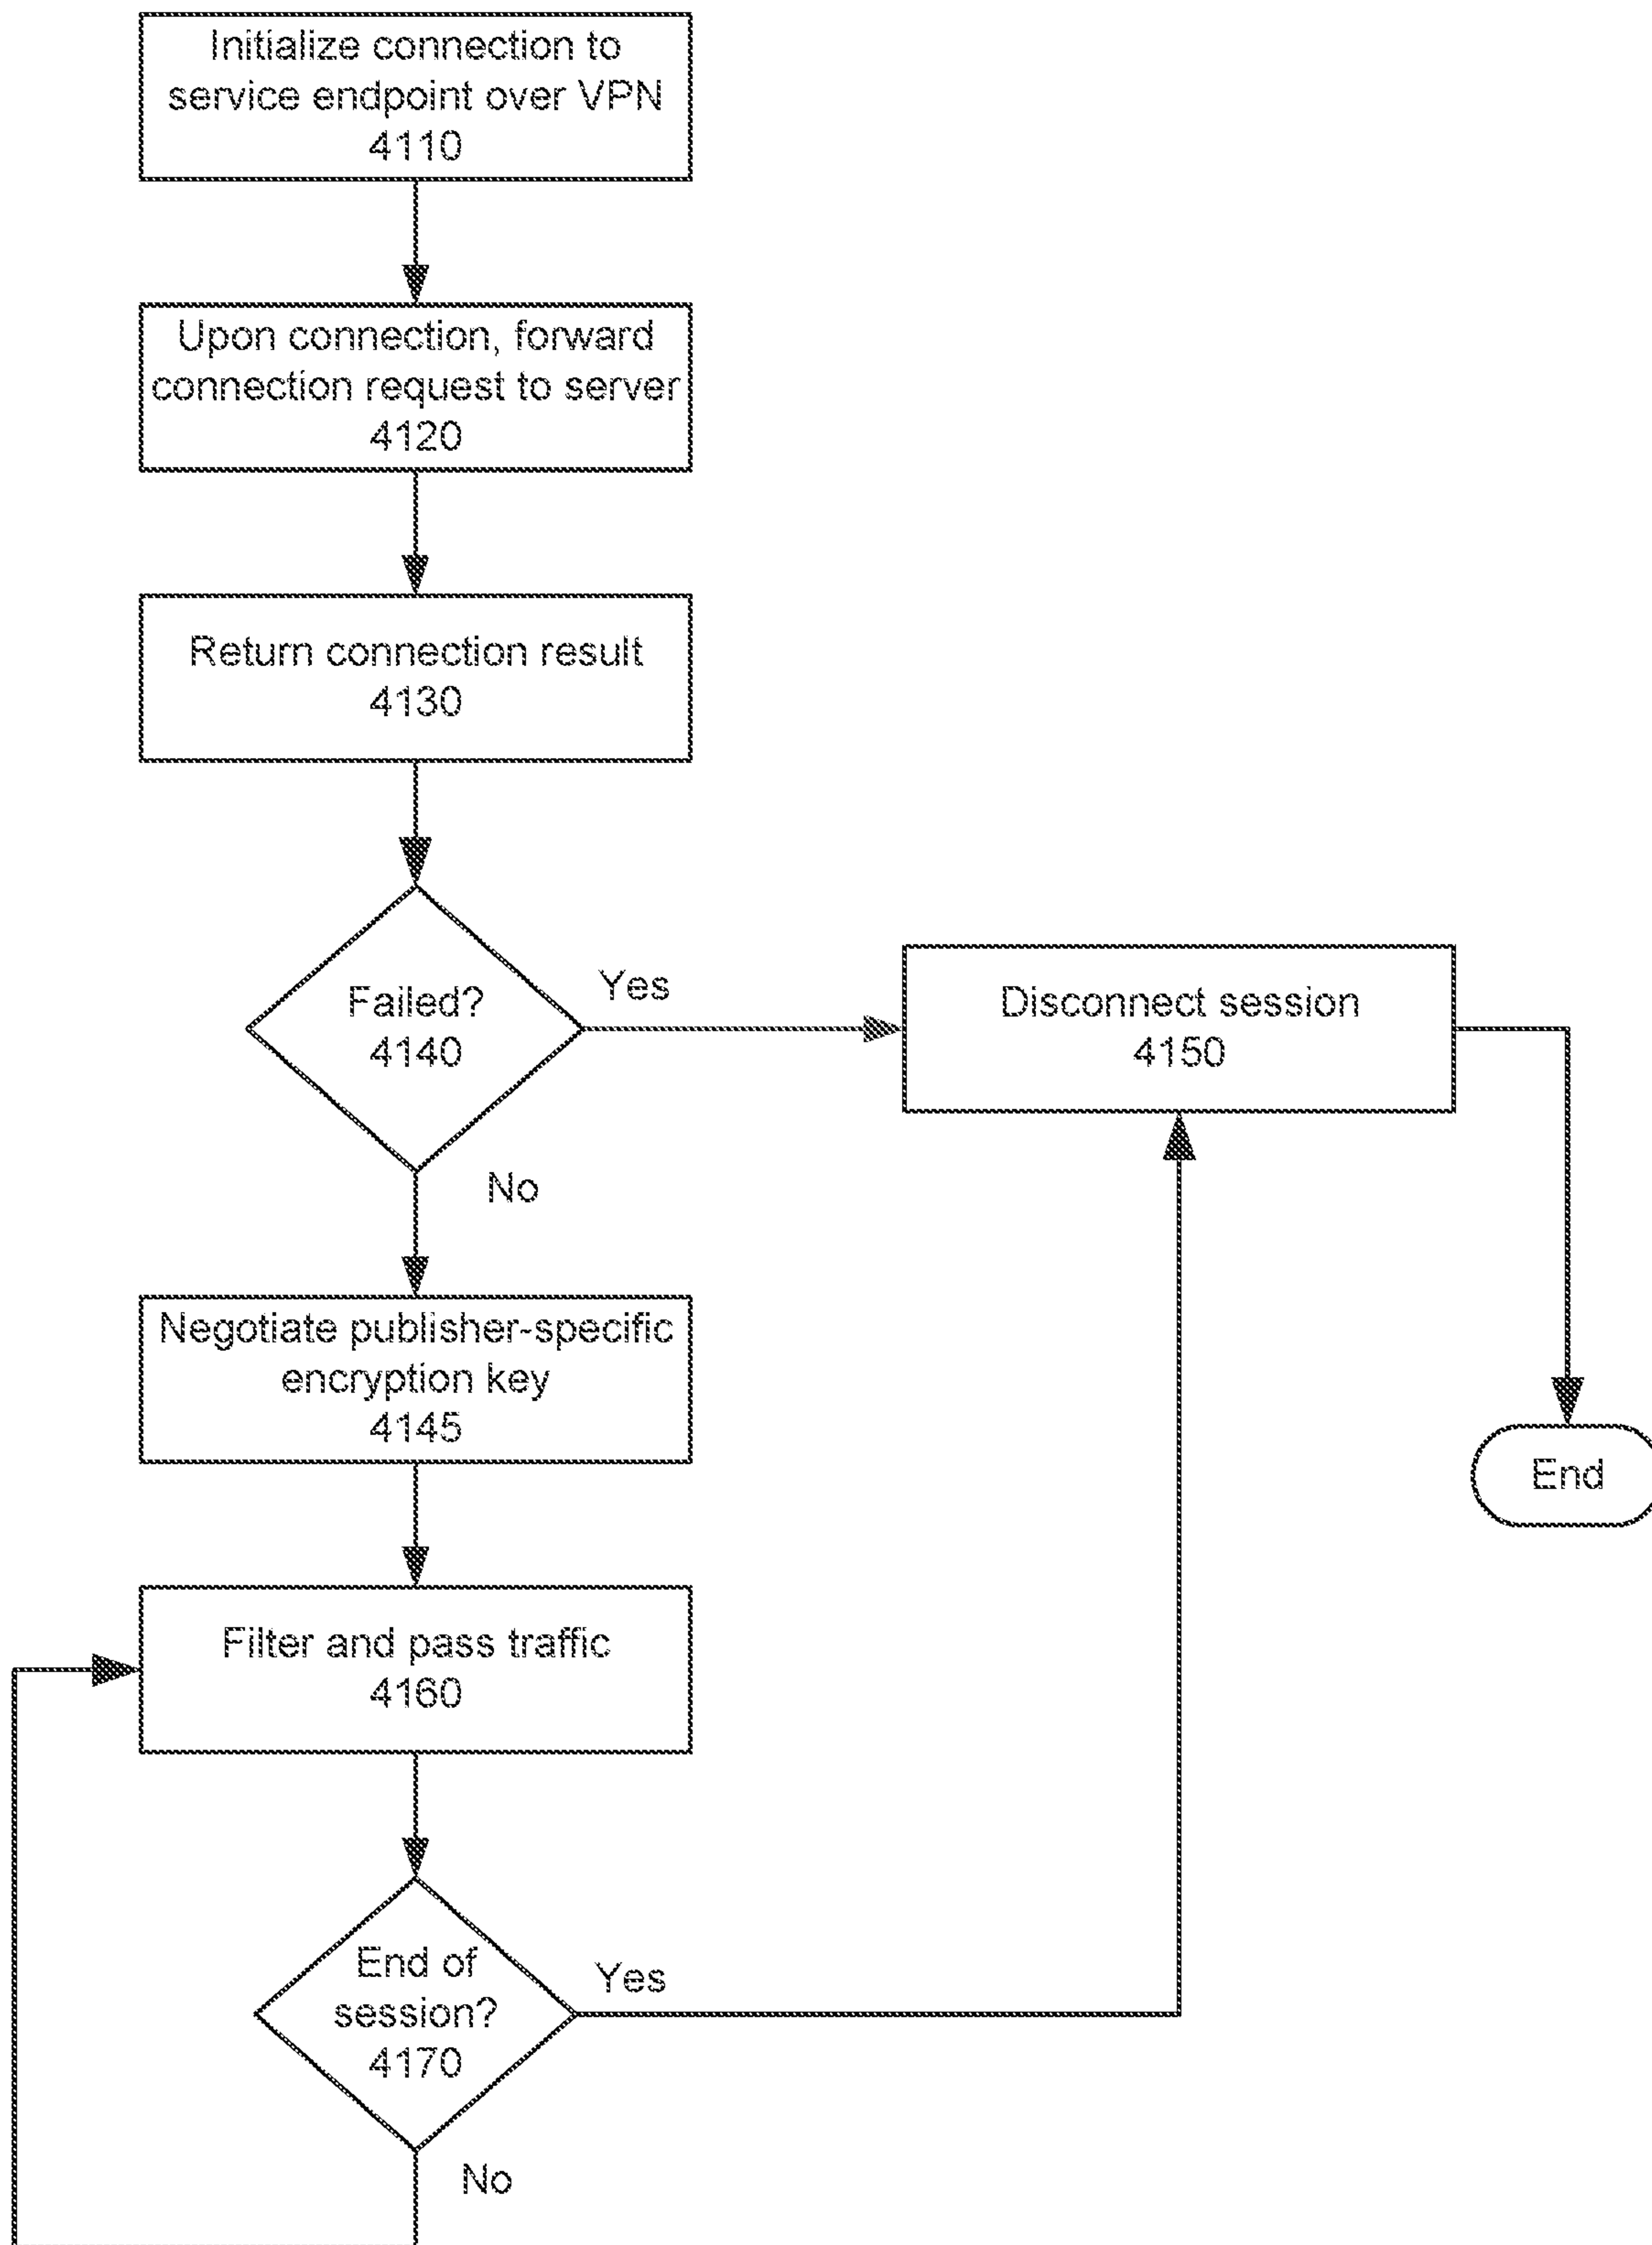 Initialize connection to
service endpoint over VPN
4110
Upon connection, forward
connection request to server
4120
Return connection result
4130
Failed?
4140
Yes
Disconnect session
4150
No
Negotiate publisher-specific
encryption key
4145
End
Filter and pass traffic
4160
End of
session?
4170
Yes
No